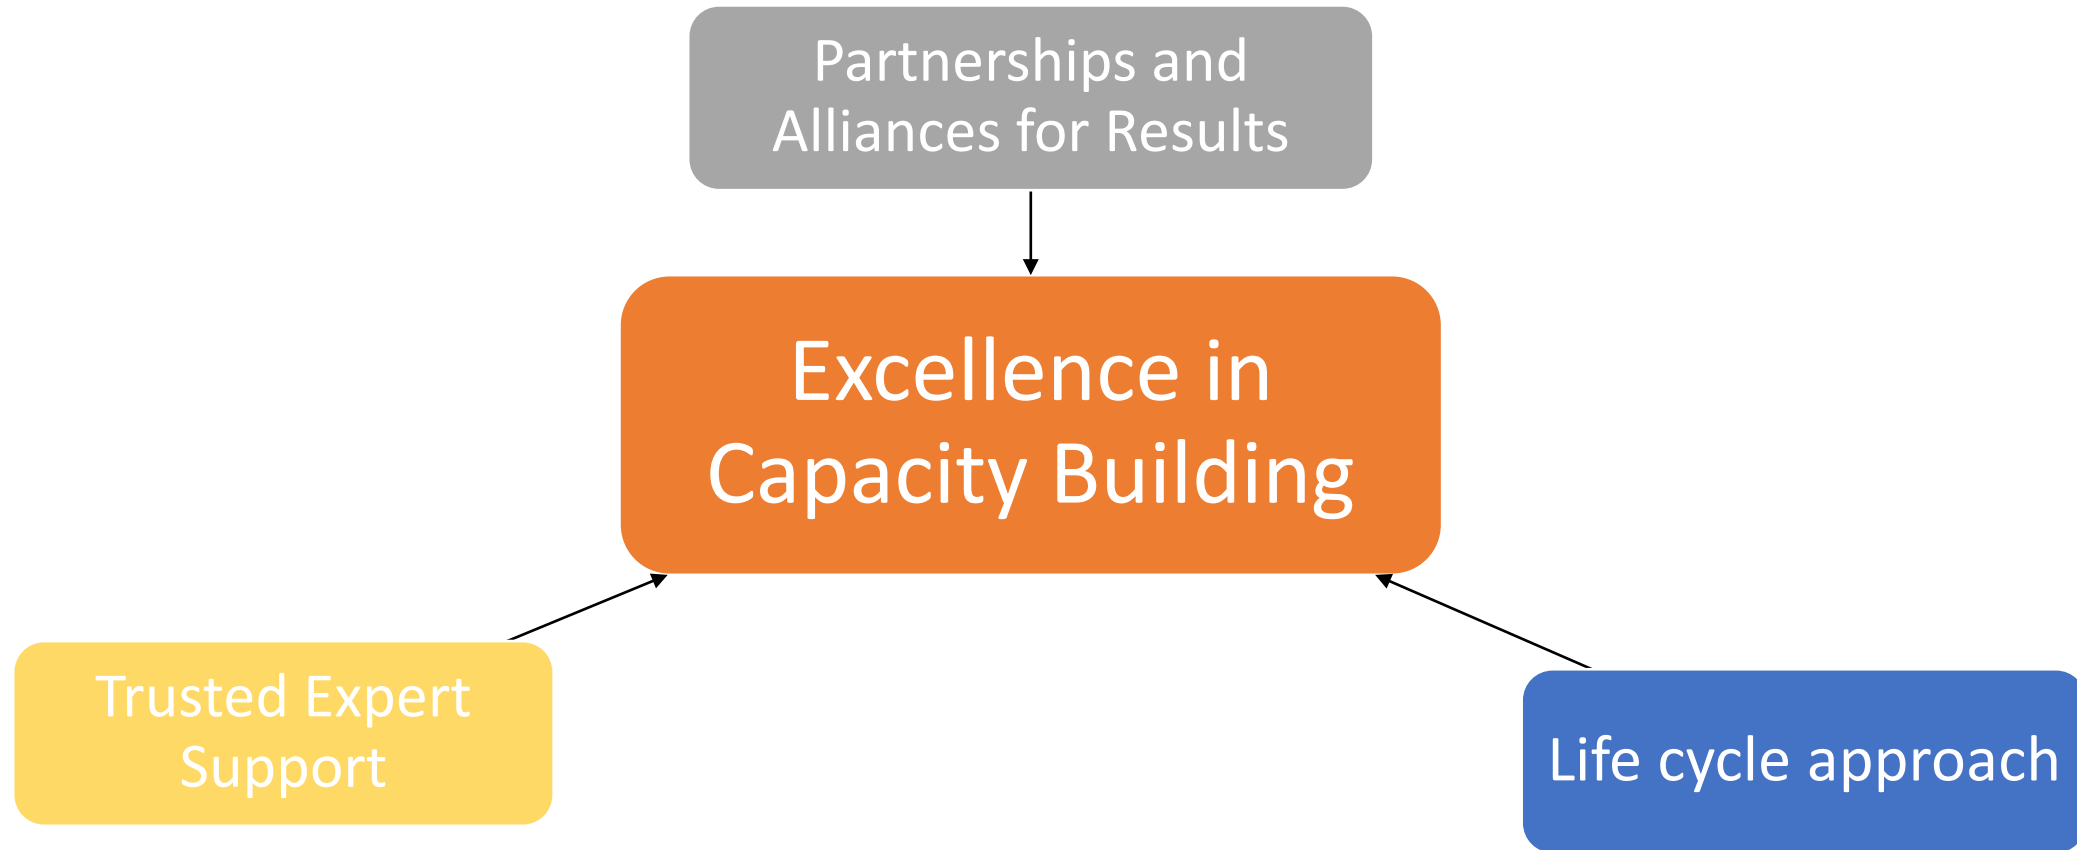 Partnerships and
Alliances for Results
Excellence in
Capacity Building
Trusted Expert
Support
Life cycle approach